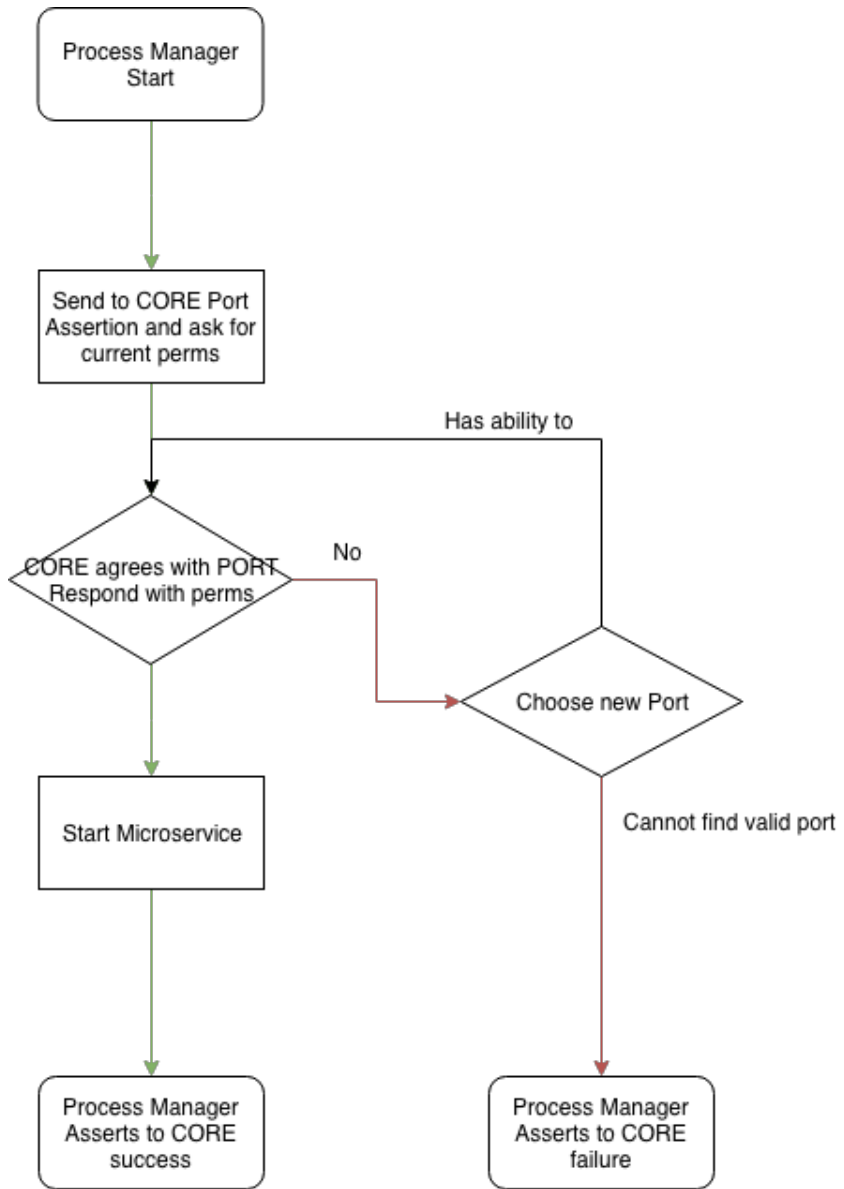 Process Manager
Start
Send to CORE Port
Assertion and ask for
current perms
Has ability to
CORE agrees with PORT
Respond with perms
No
Choose new Port
Start Microservice
Cannot find valid port
Process Manager
Asserts to CORE
success
Process Manager
Asserts to CORE
failure